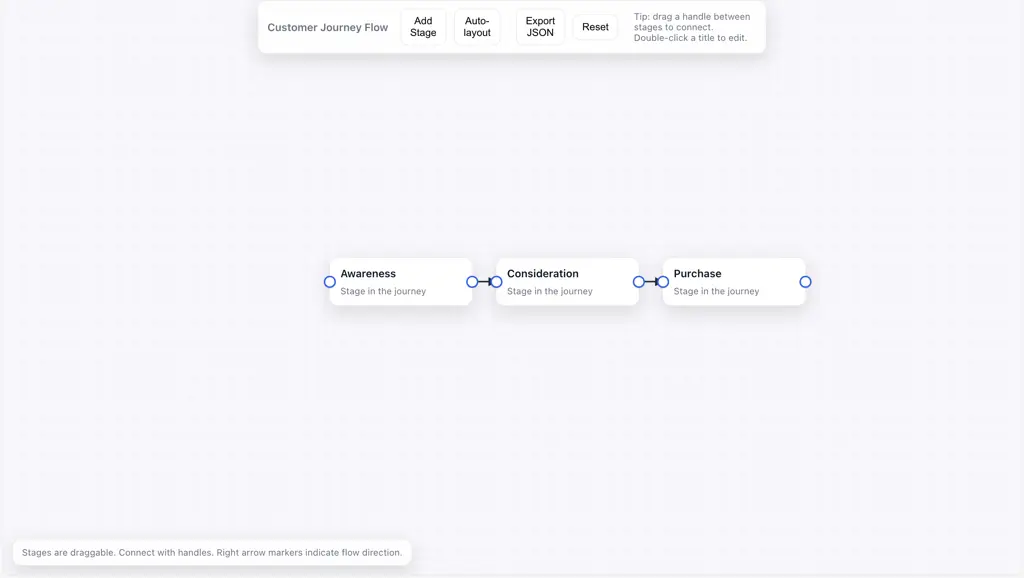 Customer Journey Flow
Add
Stage
Auto-
layout
Export
JSON
Reset
Tip: drag a handle between
stages to connect.
Double-click a title to edit.
Awareness
Stage in the journey
Consideration
Stage in the journey
Purchase
Stage in the journey
Stages are draggable. Connect with handles. Right arrow markers indicate flow direction.